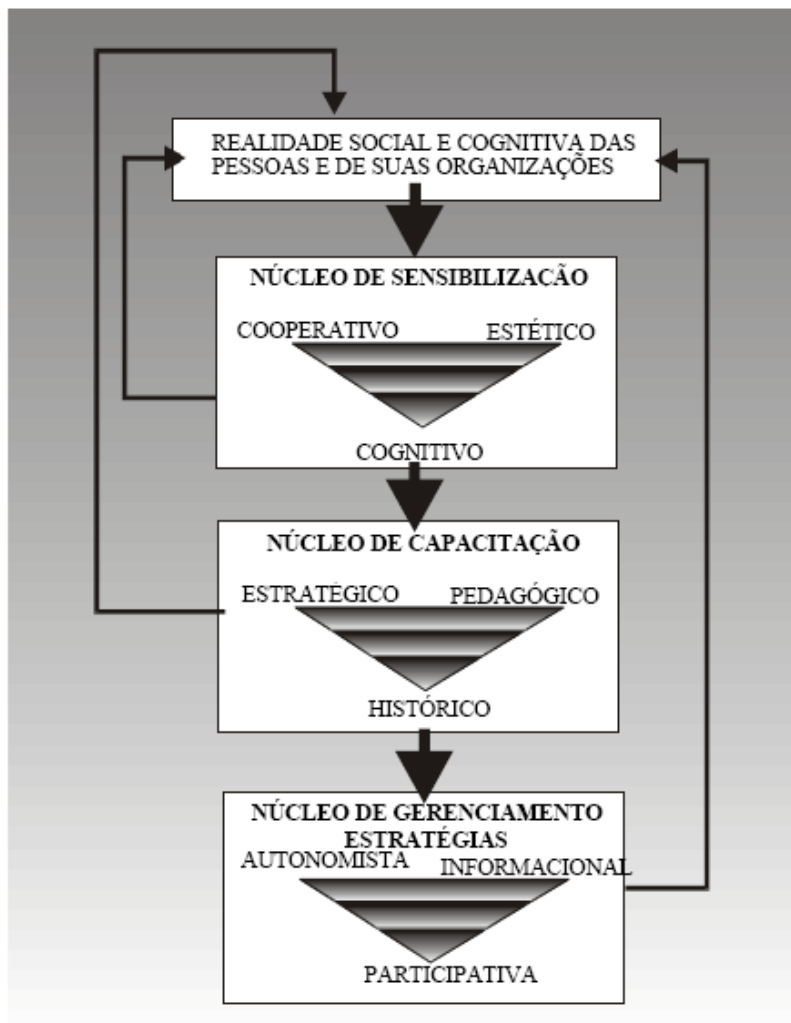 REALIDADE SOCIAL E COGNITIVA DAS
PESSOAS E DE SUAS ORGANIZAÇÕES
NÚCLEO DE SENSIBILIZAÇÃO
COOPERATIVO ESTÉTICO
COGNITIVO
NÚCLEO DE CAPACITAÇÃO
ESTRATÉGICO PEDAGÓGICO
HISTÓRICO
NÚCLEO DE GERENCIAMENTO
ESTRATÉGIAS
AUTONOMISTA INFORMACIONAL
PARTICIPATIVA